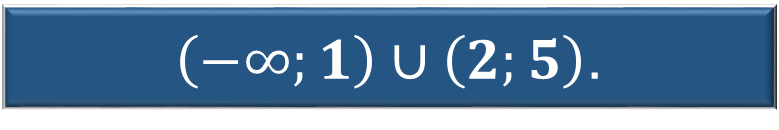 (−∞; 1) ∪ (2; 5).